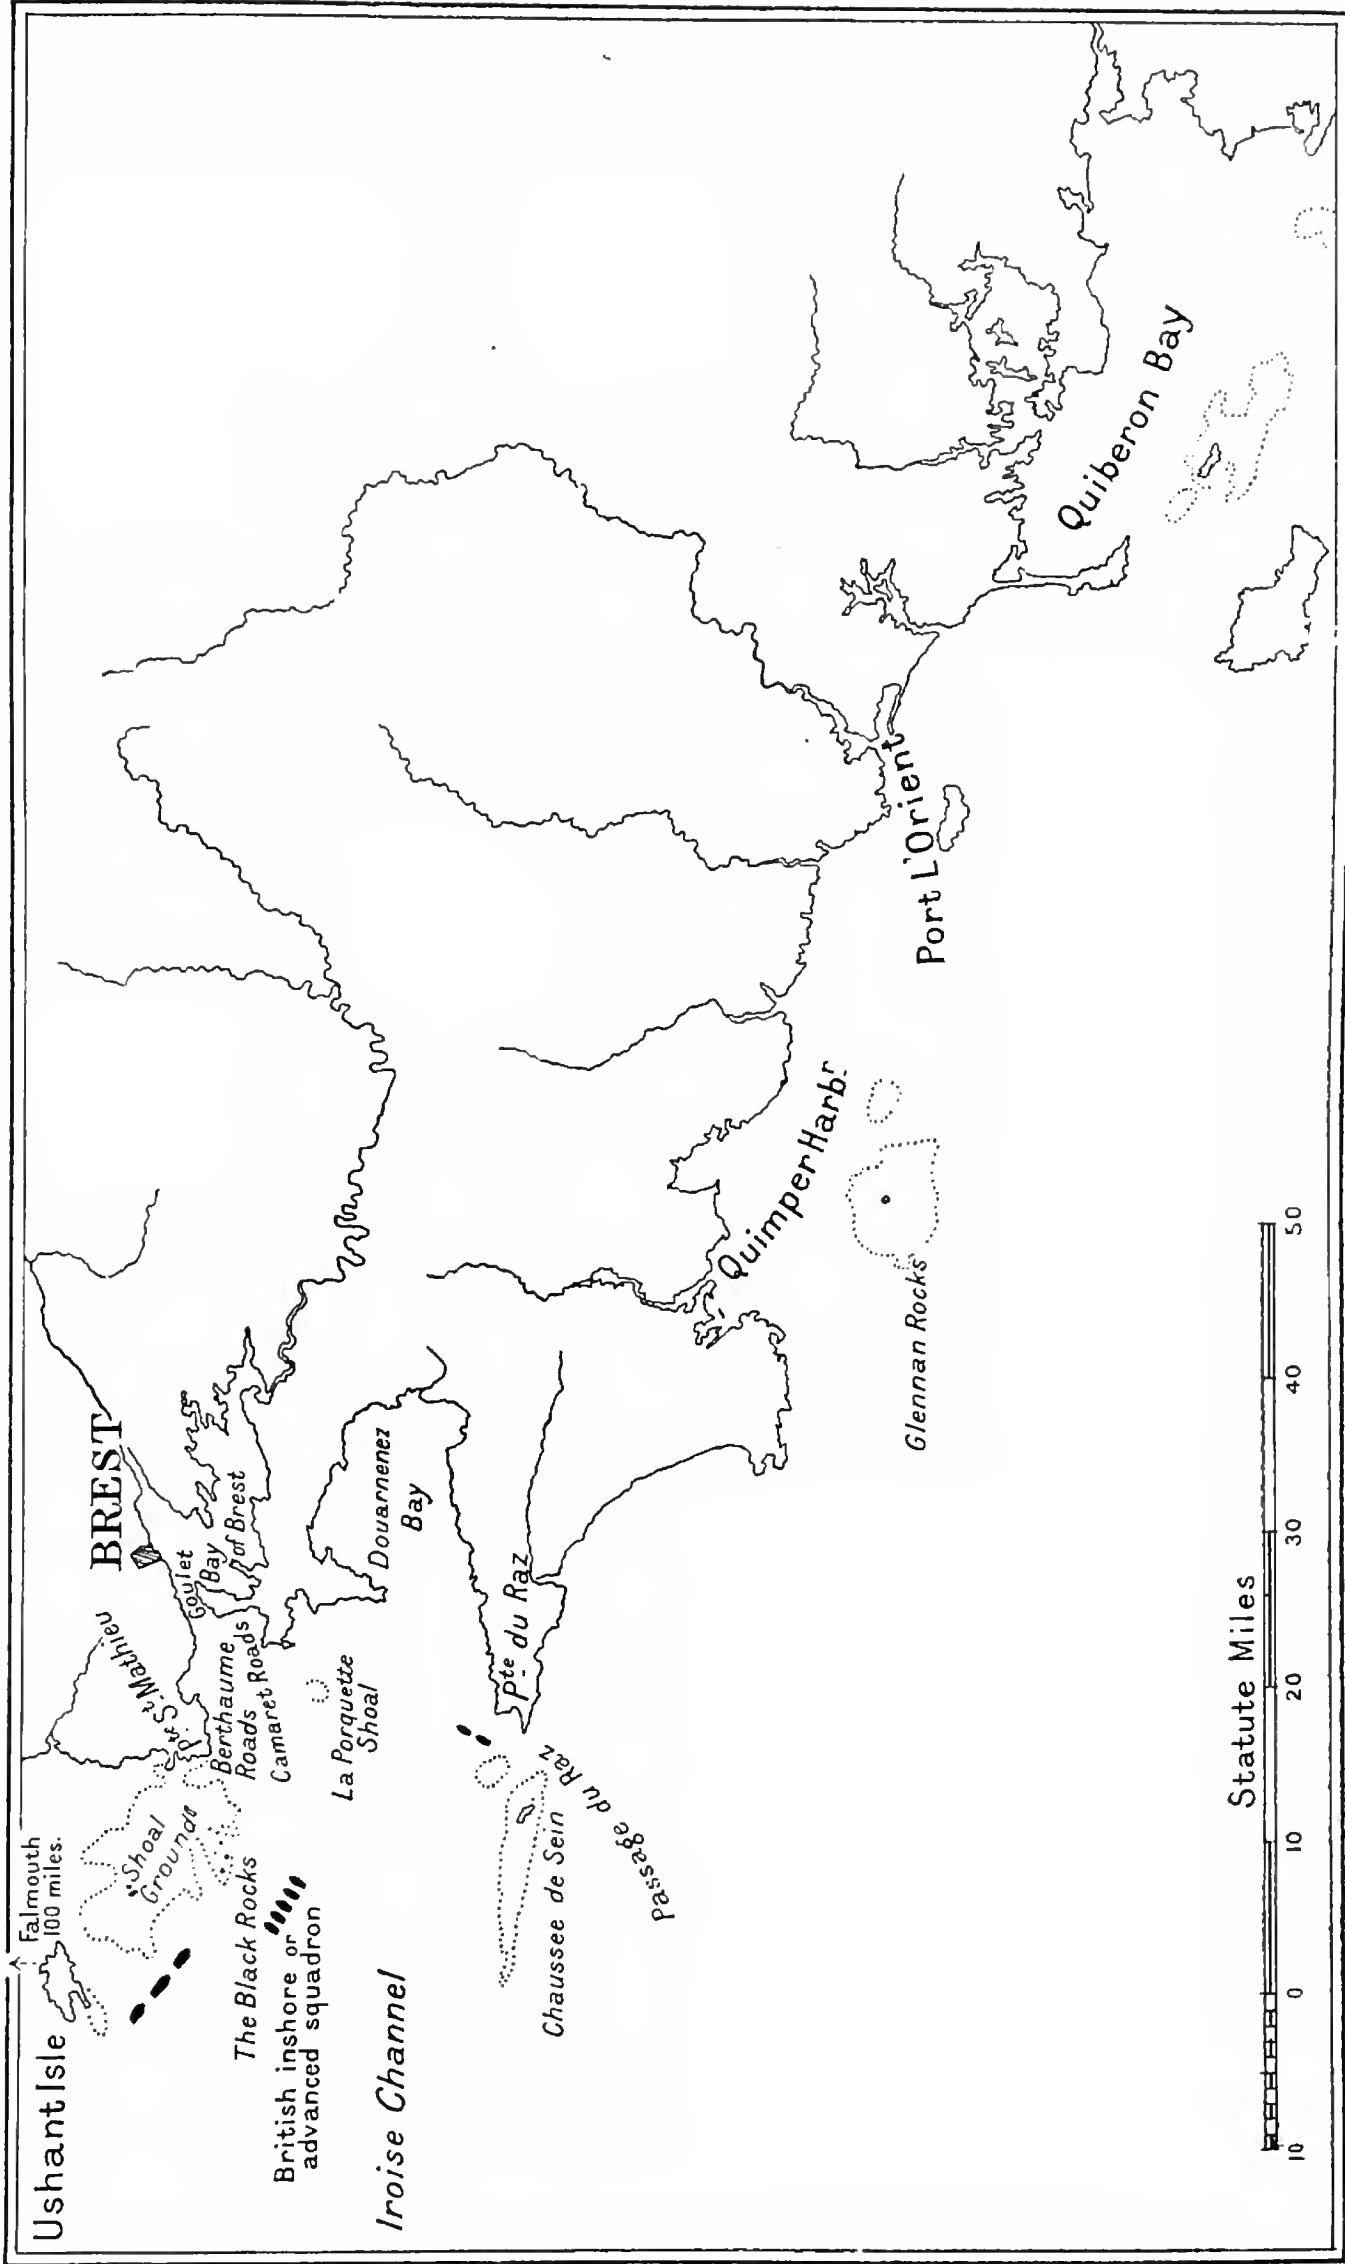 Ushant Isle
Falmouth
100 miles.
"Shoal
Ground"
Pte St. Mathieu
BREST
Goulet
Bay
of Brest
Berthaume
Roads
Camaret Roads
The Black Rocks
British inshore or
advanced squadron
La Porquette
Shoal
Douarnenez
Bay
Iroise Channel
Pte du Raz
Chaussee de Sein
Passage du Raz
Quimper Harbr.
Glennan Rocks
Port L'Orient
Quiberon Bay
Statute Miles
10 0 10 20 30 40 50